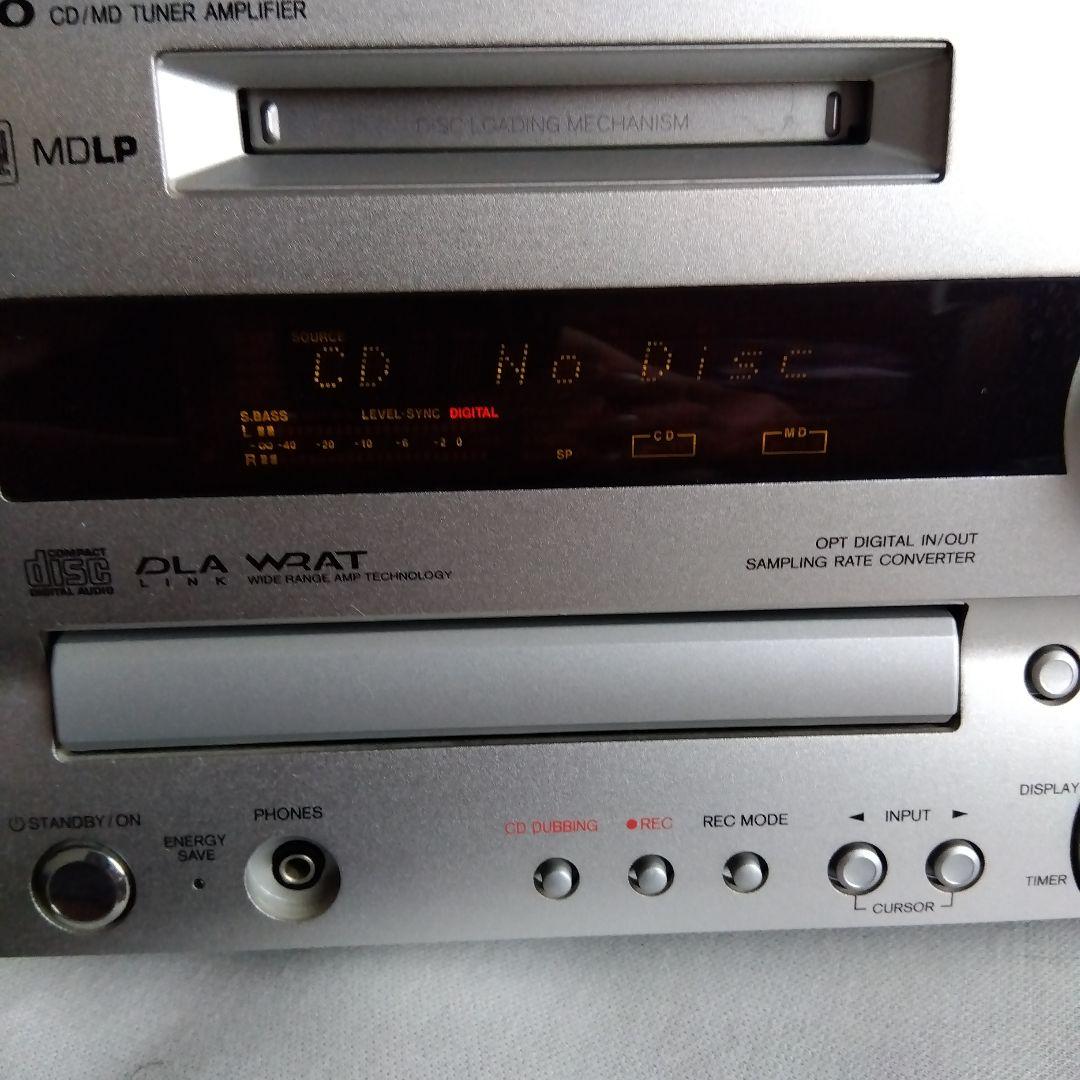 O CD/MD TUNER AMPLIFIER
DISC LOADING MECHANISM
MDLP
SOURCE
CD No Disc
S.BASS LEVEL-SYNC DIGITAL
L
-∞ -40 -20 -10 -6 -2 0
R
SP
CD
MD
COMPACT
disc
DIGITAL AUDIO
DLA
LINK
WRAT
WIDE RANGE AMP TECHNOLOGY
OPT DIGITAL IN/OUT
SAMPLING RATE CONVERTER
STANDBY/ON
ENERGY
SAVE
PHONES
CD DUBBING
●REC
REC MODE
◄ INPUT ►
CURSOR
DISPLAY
TIMER